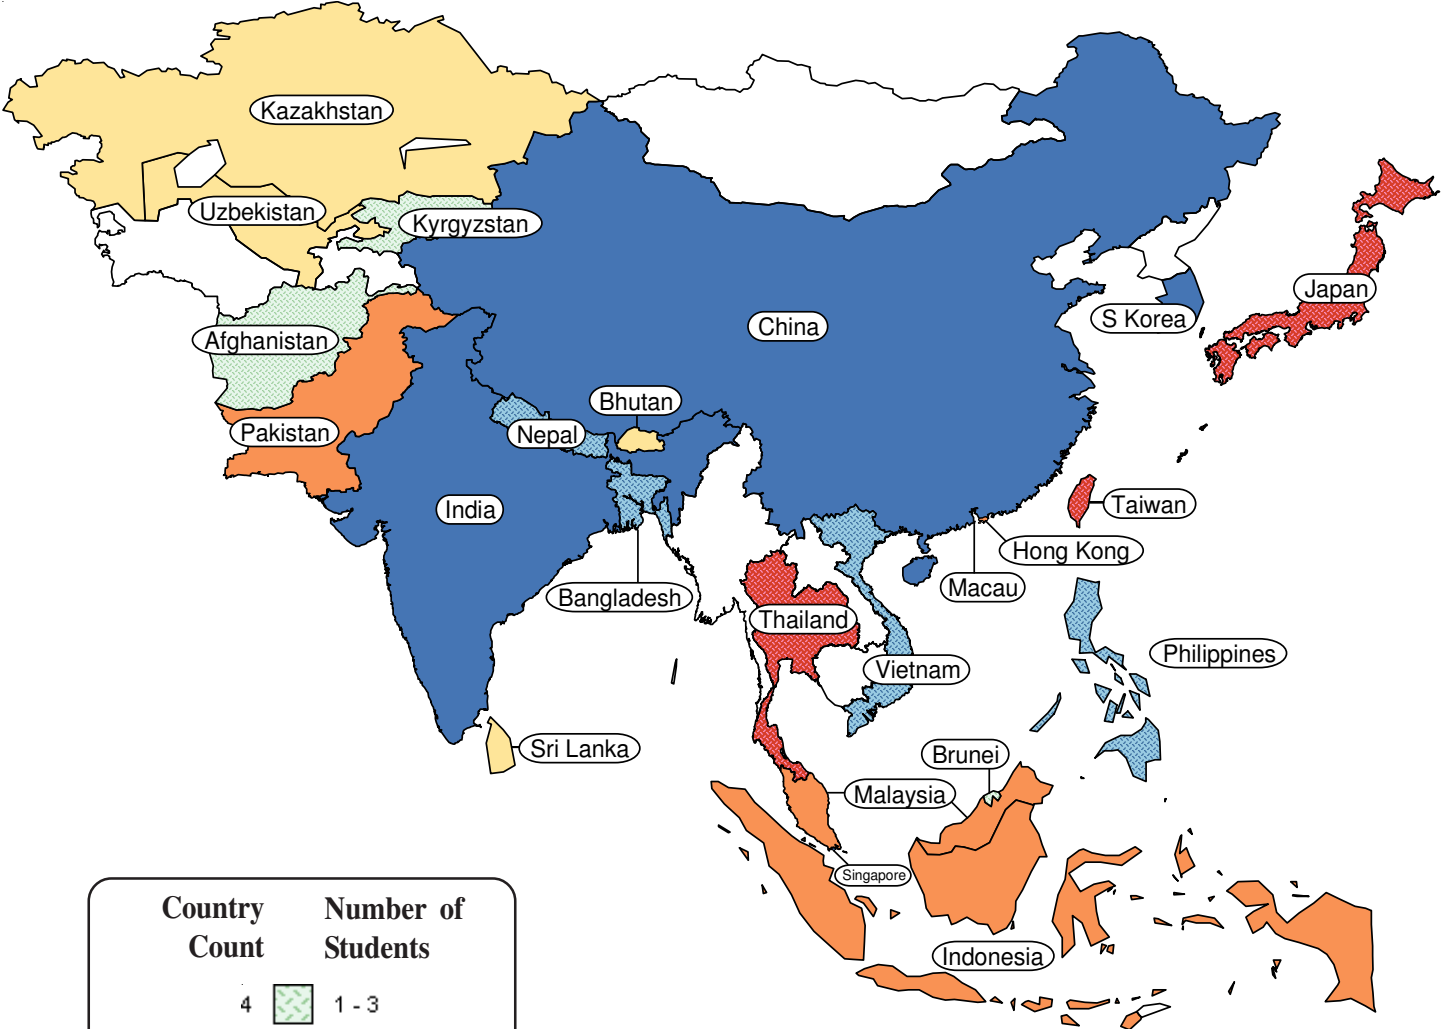 Kazakhstan
Uzbekistan
Kyrgyzstan
Afghanistan
Pakistan
China
S Korea
Japan
Bhutan
Nepal
India
Taiwan
Hong Kong
Macau
Bangladesh
Thailand
Vietnam
Philippines
Sri Lanka
Brunei
Malaysia
Singapore
Indonesia
Country Number of
Count Students
4 1 - 3